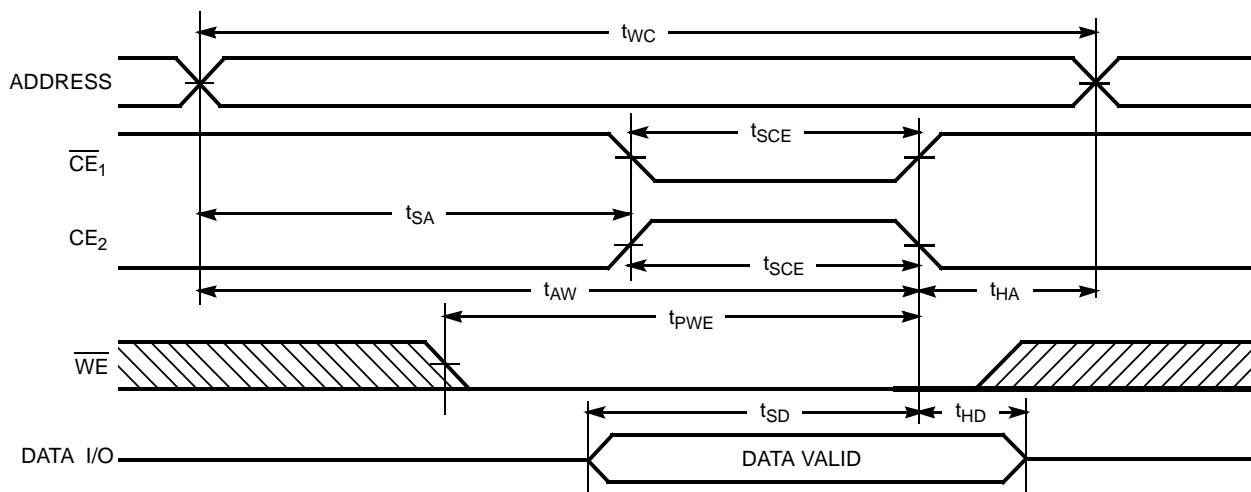 tWC
ADDRESS
tSCE
CE1
tSA
CE2
tSCE
tAW
tHA
tPWE
WE
tSD
tHD
DATA I/O
DATA VALID